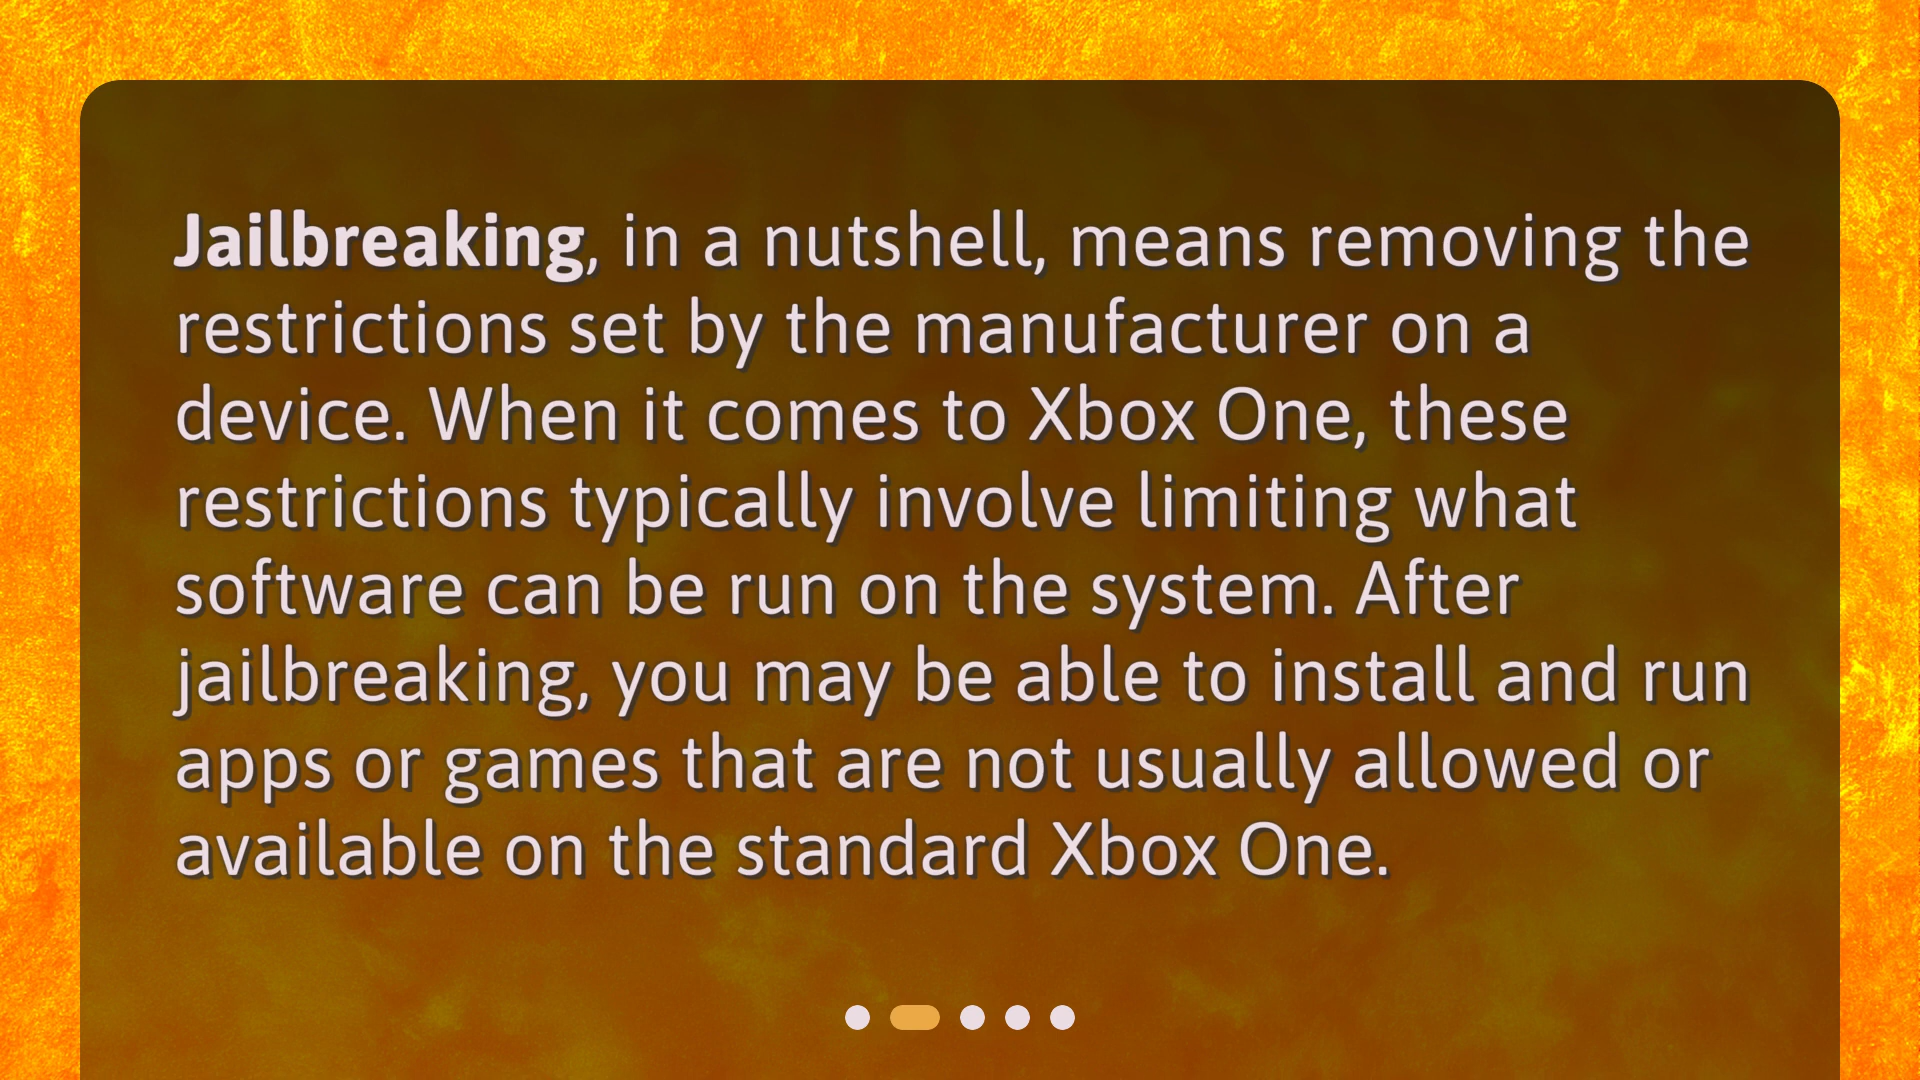 Jailbreaking, in a nutshell, means removing the
restrictions set by the manufacturer on a
device. When it comes to Xbox One, these
restrictions typically involve limiting what
software can be run on the system. After
jailbreaking, you may be able to install and run
apps or games that are not usually allowed or
available on the standard Xbox One.